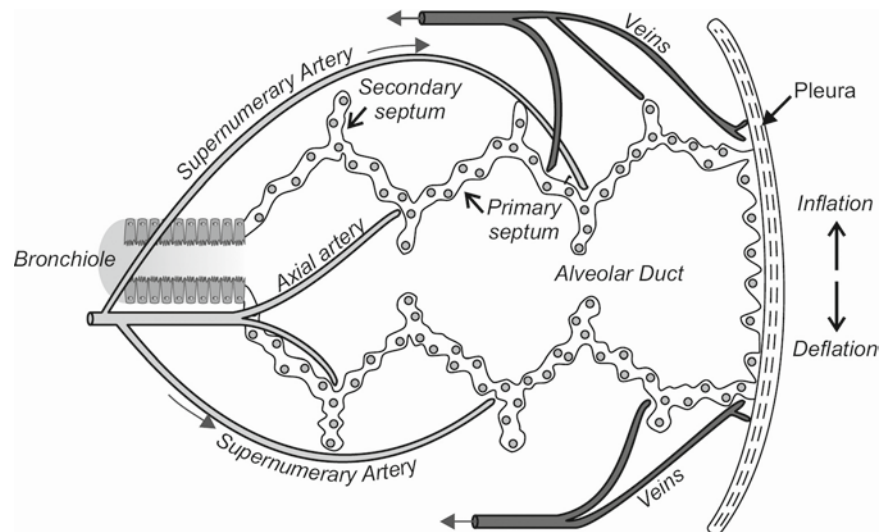 Supernumerary Artery
Secondary
septum
Veins
Pleura
Primary
septum
Inflation
Bronchiole
Axial artery
Alveolar Duct
Deflation
Supernumerary Artery
Veins